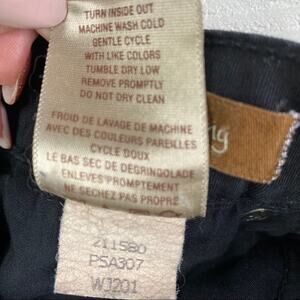 TURN INSIDE OUT
MACHINE WASH COLD
GENTLE CYCLE
WITH LIKE COLORS
TUMBLE DRY LOW
REMOVE PROMPTLY
DO NOT DRY CLEAN
FROID DE LAVAGE DE MACHINE
AVEC DES COULEURS PAREILLES
CYCLE DOUX
LE BAS SEC DE DEGRINGOLADE
ENLEVES PROMPTEMENT
NE SECHEZ PAS PROPRE
211580
PSA307
WJ201